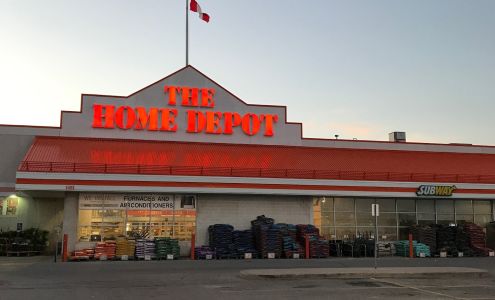 THE
HOME DEPOT
SUBWAY
FURNACES AND
AIRCONDITIONERS